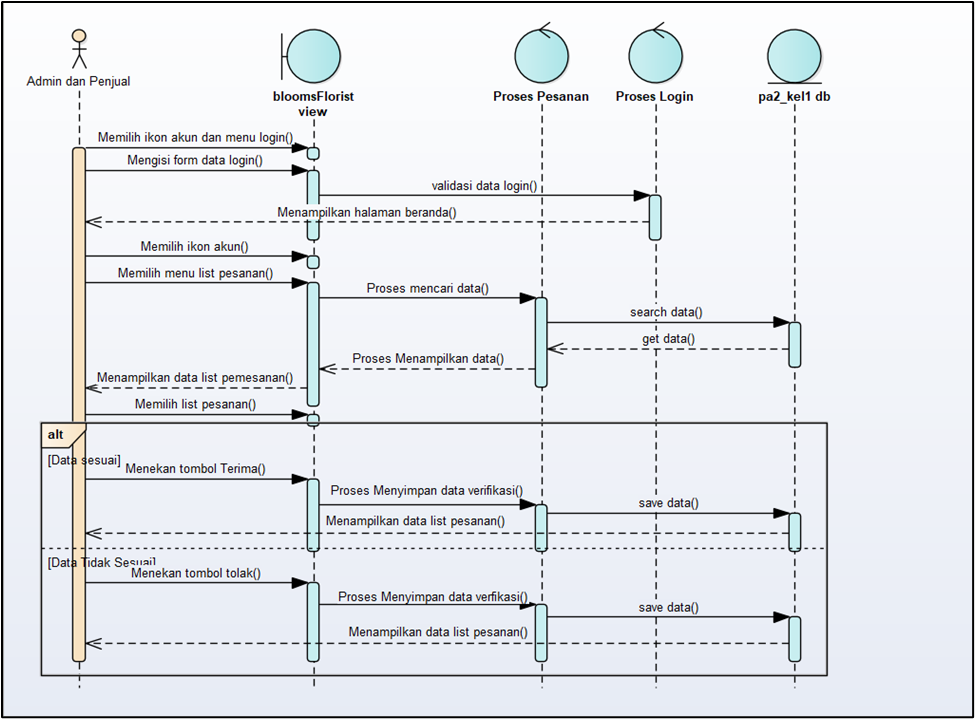 Admin dan Penjual
bloomsFlorist
view
Proses Pesanan
Proses Login
pa2_kel1 db
Memilih ikon akun dan menu login()
Mengisi form data login()
validasi data login()
Menampilkan halaman beranda()
Memilih ikon akun()
Memilih menu list pesanan()
Proses mencari data()
search data()
get data()
Proses Menampilkan data()
Menampilkan data list pemesanan()
Memilih list pesanan()
alt
[Data sesuai]
Menekan tombol Terima()
Proses Menyimpan data verifikasi()
save data()
Menampilkan data list pesanan()
[Data Tidak Sesuai]
Menekan tombol tolak()
Proses Menyimpan data verfikasi()
save data()
Menampilkan data list pesanan()